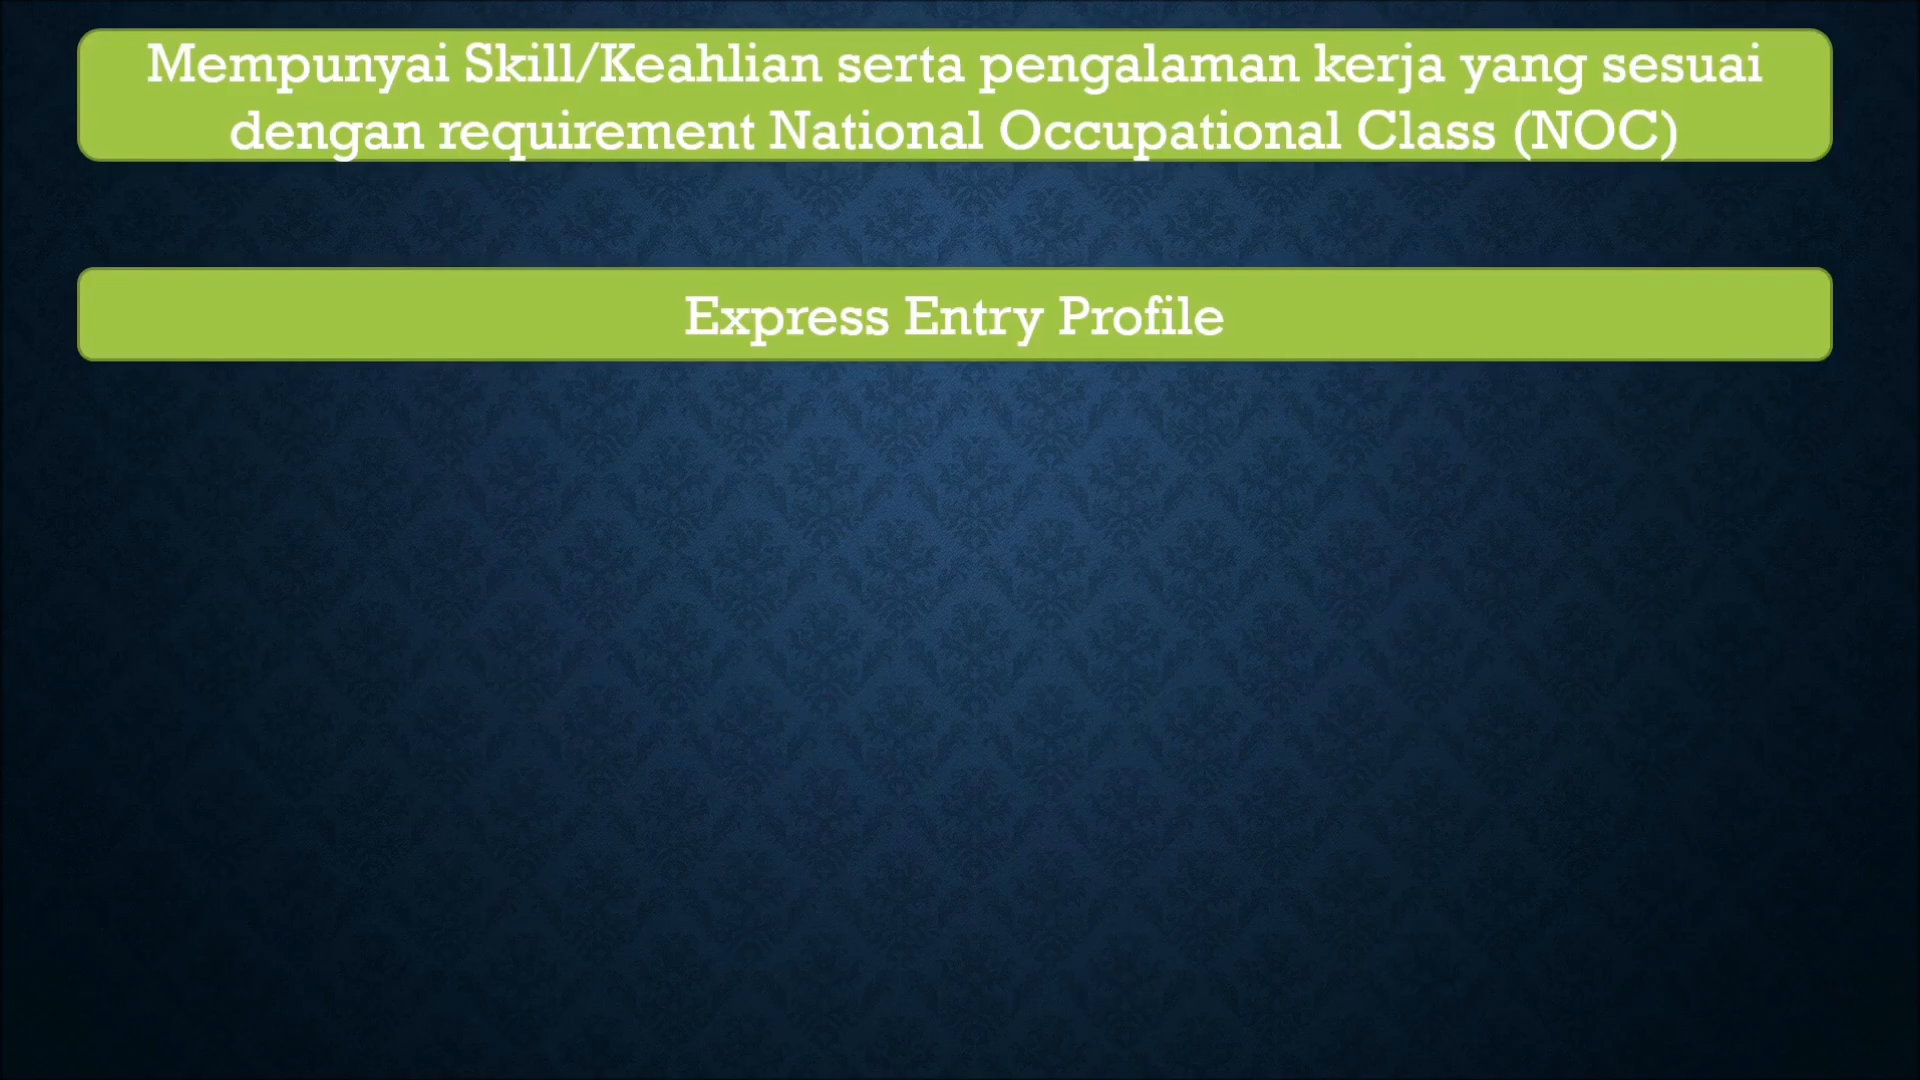 Mempunyai Skill/Keahlian serta pengalaman kerja yang sesuai
dengan requirement National Occupational Class (NOC)
Express Entry Profile